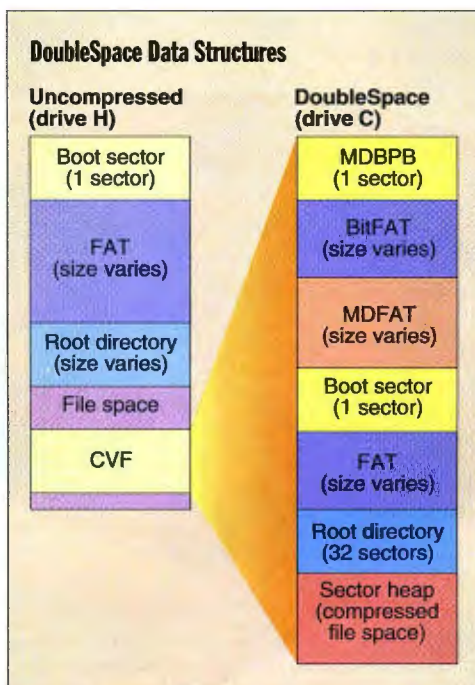 DoubleSpace Data Structures
Uncompressed
(drive H)
Boot sector
(1 sector)
FAT
(size varies)
Root directory
(size varies)
File space
CVF
DoubleSpace
(drive C)
MDBPB
(1 sector)
BitFAT
(size varies)
MDFAT
(size varies)
Boot sector
(1 sector)
FAT
(size varies)
Root directory
(32 sectors)
Sector heap
(compressed
file space)